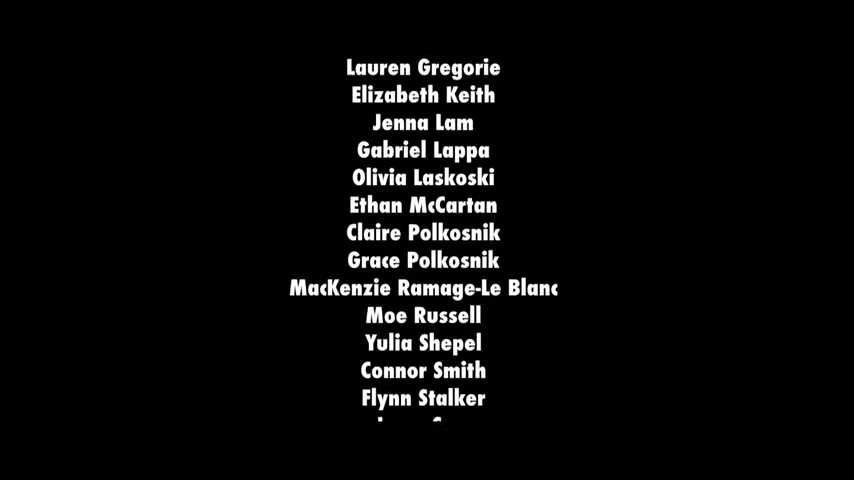 Lauren Gregorie
Elizabeth Keith
Jenna Lam
Gabriel Lappa
Olivia Laskoski
Ethan McCartan
Claire Polkosnik
Grace Polkosnik
MacKenzie Ramage-Le Blanc
Moe Russell
Yulia Shepel
Connor Smith
Flynn Stalker